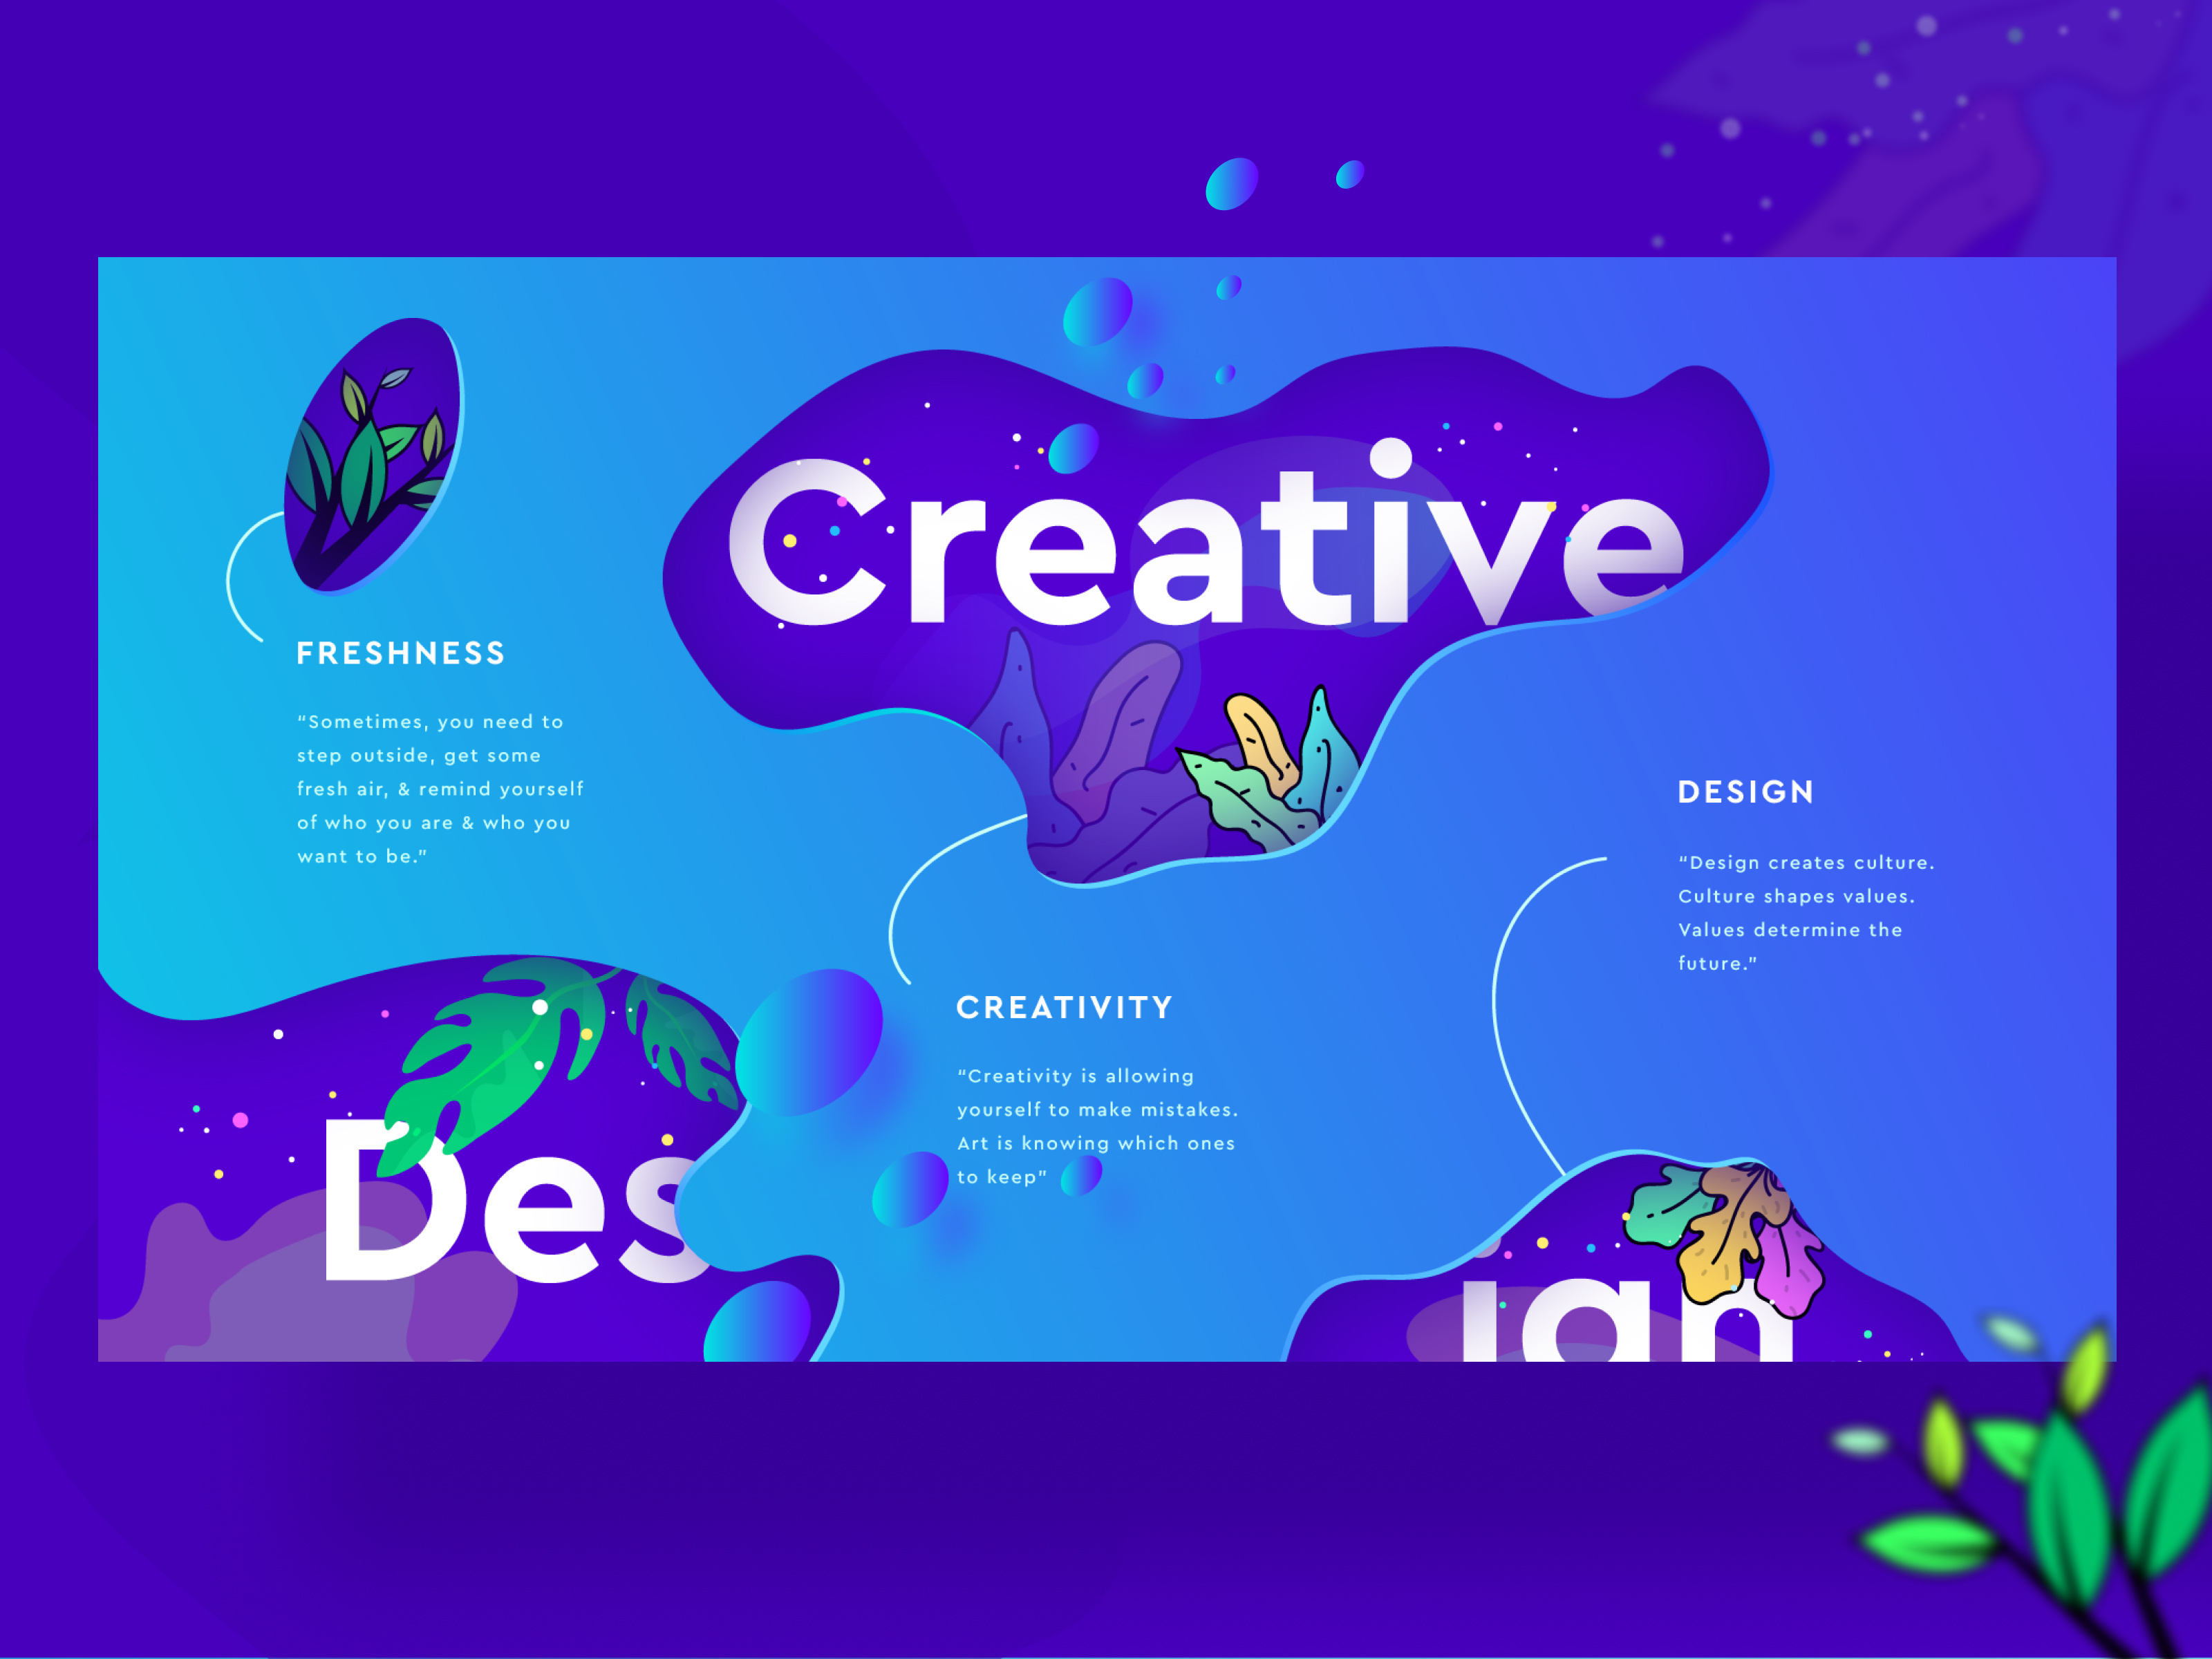 Creative
FRESHNESS
“Sometimes, you need to
step outside, get some
fresh air, & remind yourself
of who you are & who you
want to be.”
DESIGN
“Design creates culture.
Culture shapes values.
Values determine the
future.”
CREATIVITY
“Creativity is allowing
yourself to make mistakes.
Art is knowing which ones
to keep”
Des
ign